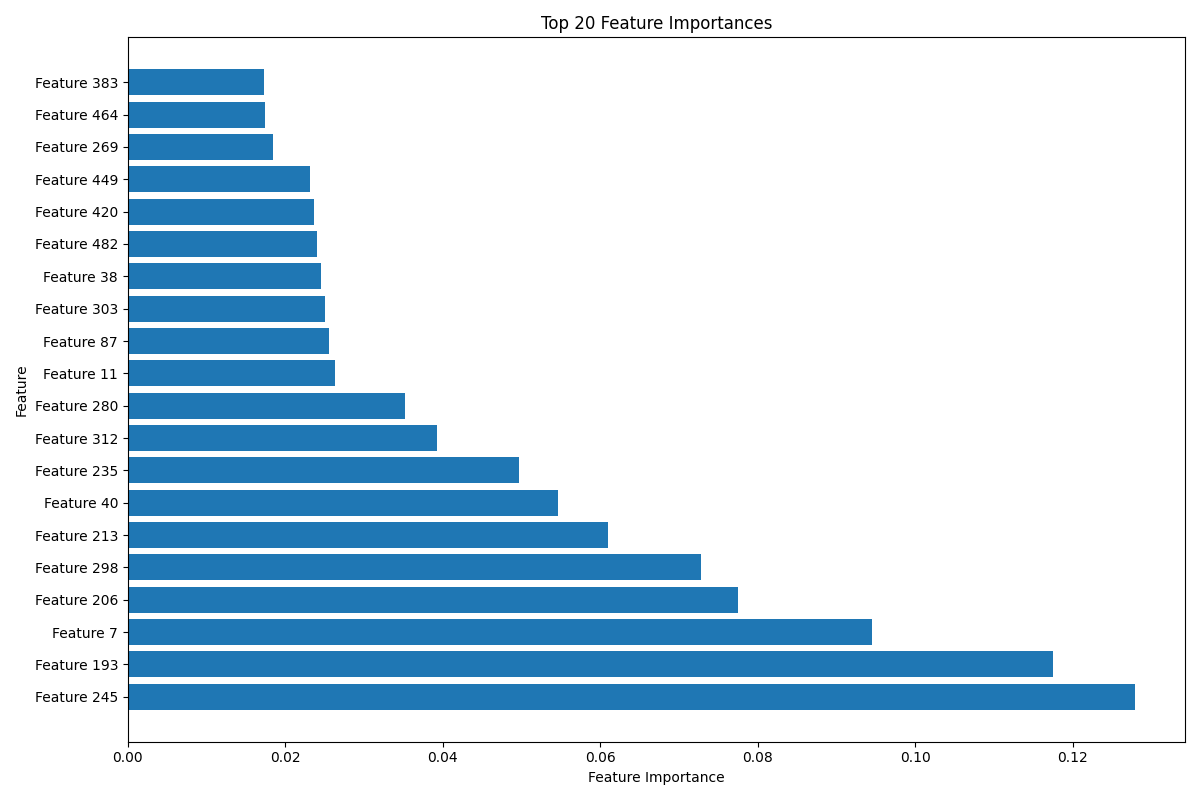 Top 20 Feature Importances
Feature 383
Feature 464
Feature 269
Feature 449
Feature 420
Feature 482
Feature 38
Feature 303
Feature 87
Feature 11
Feature 280
Feature 312
Feature 235
Feature 40
Feature 213
Feature 298
Feature 206
Feature 7
Feature 193
Feature 245
Feature
0.00 0.02 0.04 0.06 0.08 0.10 0.12
Feature Importance